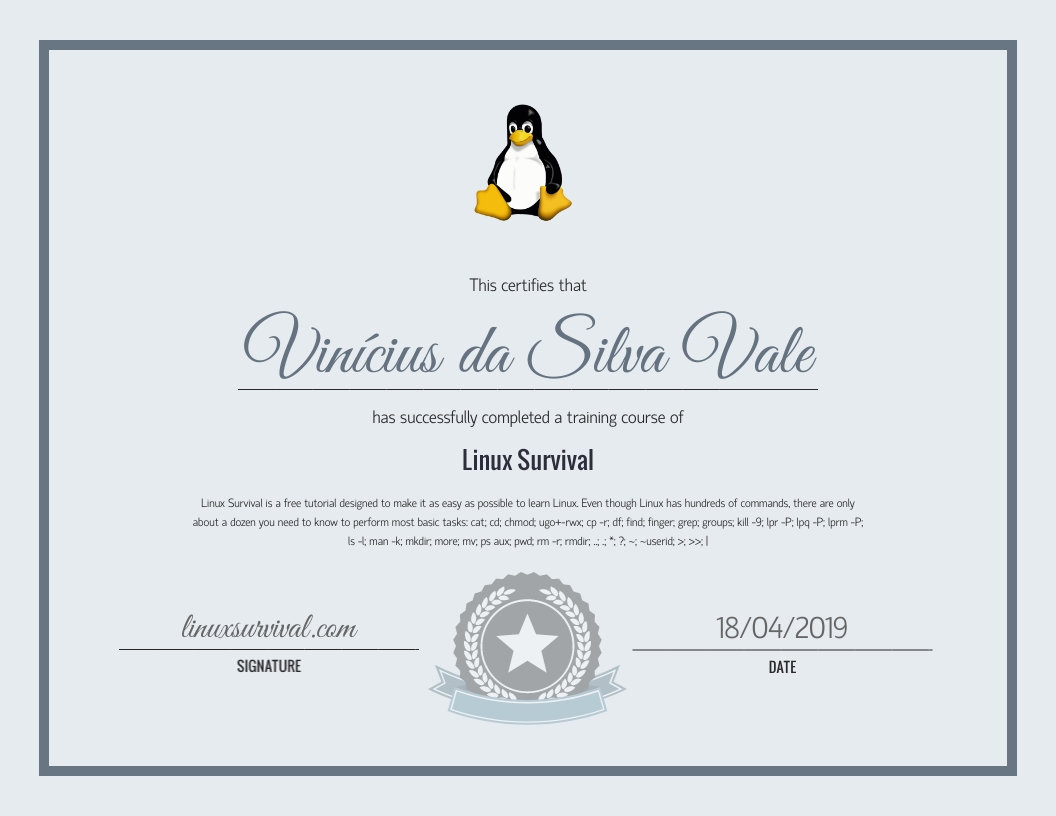 This certifies that
Vinícius da Silva Vale
has successfully completed a training course of
Linux Survival
Linux Survival is a free tutorial designed to make it as easy as possible to learn Linux. Even though Linux has hundreds of commands, there are only
about a dozen you need to know to perform most basic tasks: cat; cd; chmod; ugo+-rwx; cp -r; df; find; finger; grep; groups; kill -9; lpr -P; lpq -P; lprm -P;
ls -l; man -k; mkdir; more; mv; ps aux; pwd; rm -r; rmdir; ..; .; *; ?; ~; ~userid; >; >>; |
linuxsurvival.com
SIGNATURE
18/04/2019
DATE